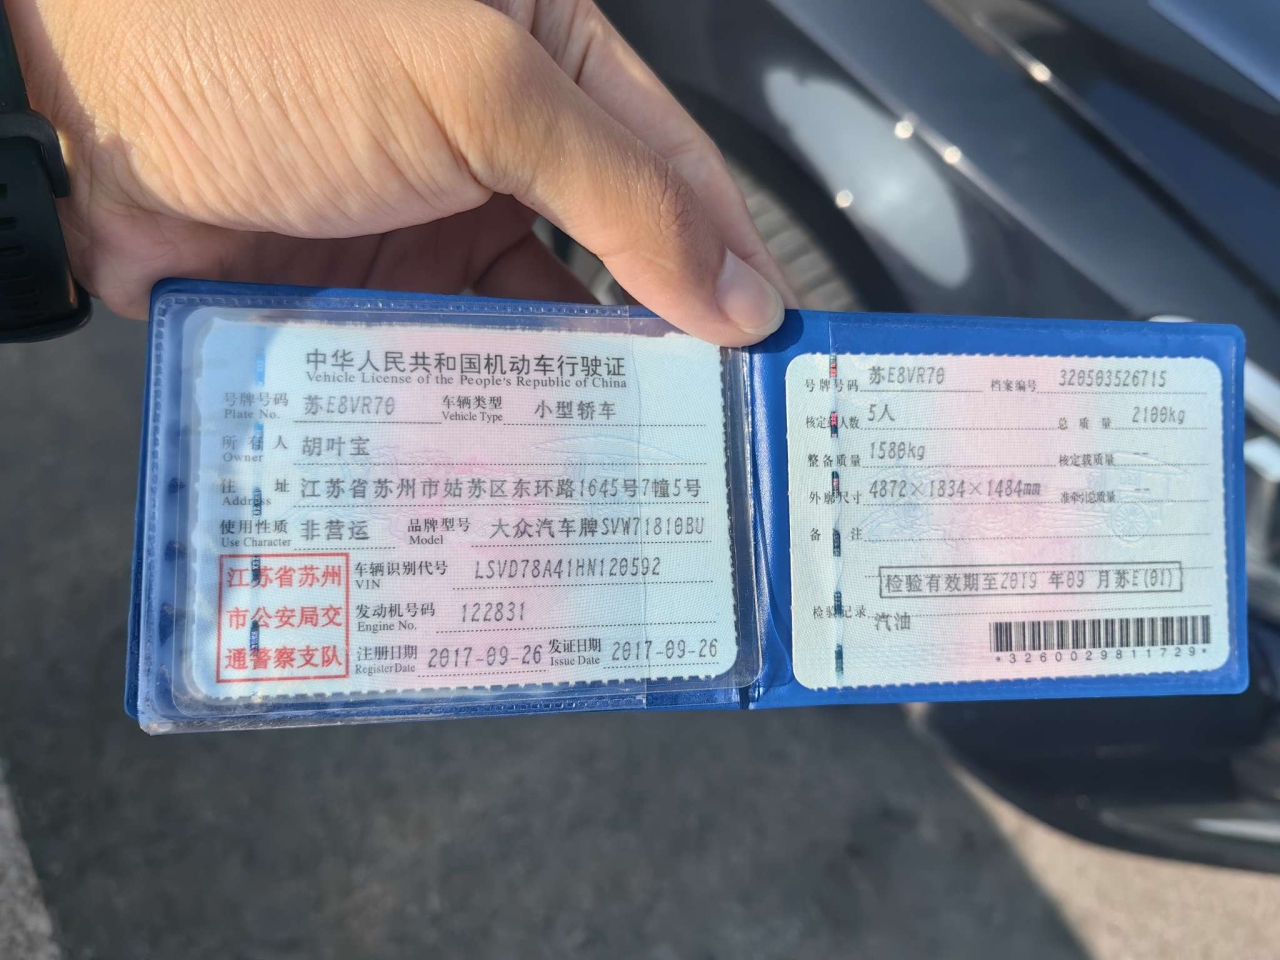 中华人民共和国机动车行驶证
Vehicle License of the People's Republic of China
号牌号码 苏E8VR70 车辆类型 小型轿车
Plate No. Vehicle Type
所有人 胡叶宝
Owner
住址 江苏省苏州市姑苏区东环路1645号7幢5号
Address
使用性质 非营运 品牌型号 大众汽车牌SVW71810BU
Use Character Model
江苏省苏州
市公安局交
通警察支队
车辆识别代号 LSVD78A41HN120592
VIN
发动机号码 122831
Engine No.
注册日期 2017-09-26 发证日期 2017-09-26
Register Date Issue Date
号牌号码 苏E8VR70 档案编号 320503526715
核定人数 5人 总质量 2100kg
整备质量 1580kg 核定载质量 --
外廓尺寸 4872×1834×1484mm 准牵引总质量 --
备注
检验有效期至2019 年09 月苏E(01)
检验记录
汽油
*3260029811729*